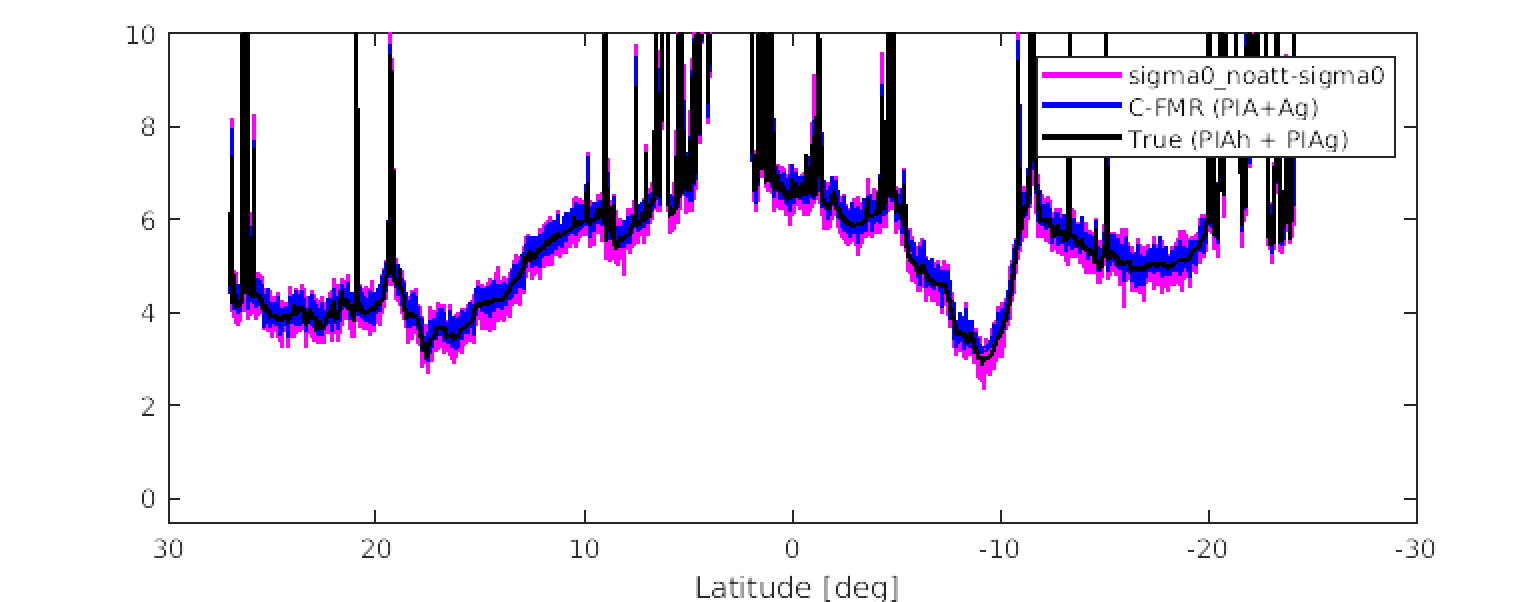 10
8
6
4
2
0
sigma0_noatt-sigma0
C-FMR (PIA+Ag)
True (PIAh + PIAg)
30 20 10 0 -10 -20 -30
Latitude [deg]